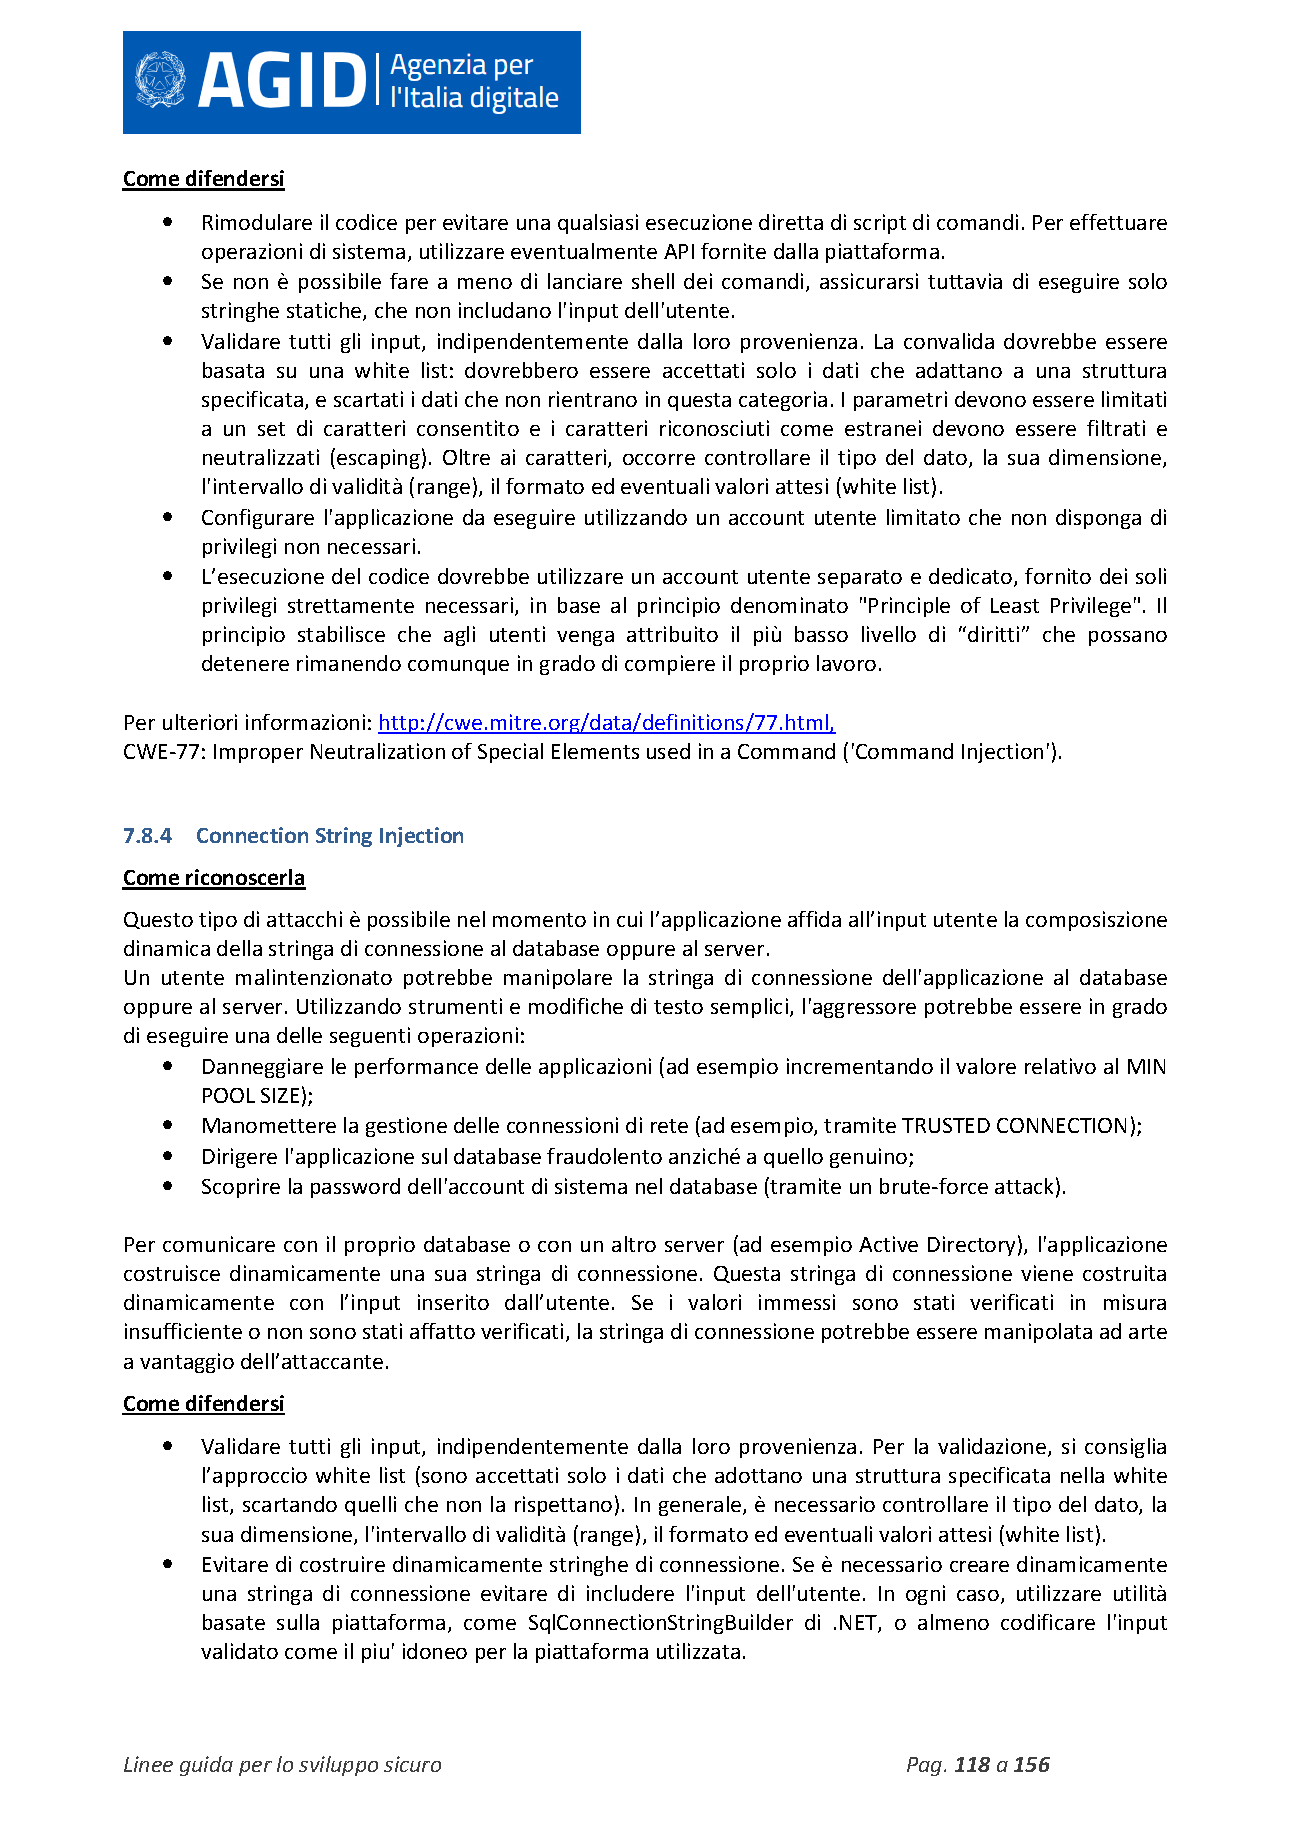 AGID Agenzia per
l'Italia digitale
Come difendersi
• Rimodulare il codice per evitare una qualsiasi esecuzione diretta di script di comandi. Per effettuare
operazioni di sistema, utilizzare eventualmente API fornite dalla piattaforma.
• Se non è possibile fare a meno di lanciare shell dei comandi, assicurarsi tuttavia di eseguire solo
stringhe statiche, che non includano l'input dell'utente.
• Validare tutti gli input, indipendentemente dalla loro provenienza. La convalida dovrebbe essere
basata su una white list: dovrebbero essere accettati solo i dati che adattano a una struttura
specificata, e scartati i dati che non rientrano in questa categoria. I parametri devono essere limitati
a un set di caratteri consentito e i caratteri riconosciuti come estranei devono essere filtrati e
neutralizzati (escaping). Oltre ai caratteri, occorre controllare il tipo del dato, la sua dimensione,
l'intervallo di validità (range), il formato ed eventuali valori attesi (white list).
• Configurare l'applicazione da eseguire utilizzando un account utente limitato che non disponga di
privilegi non necessari.
• L’esecuzione del codice dovrebbe utilizzare un account utente separato e dedicato, fornito dei soli
privilegi strettamente necessari, in base al principio denominato "Principle of Least Privilege". Il
principio stabilisce che agli utenti venga attribuito il più basso livello di “diritti” che possano
detenere rimanendo comunque in grado di compiere il proprio lavoro.
Per ulteriori informazioni: http://cwe.mitre.org/data/definitions/77.html,
CWE-77: Improper Neutralization of Special Elements used in a Command ('Command Injection').
7.8.4 Connection String Injection
Come riconoscerla
Questo tipo di attacchi è possibile nel momento in cui l’applicazione affida all’input utente la composiszione
dinamica della stringa di connessione al database oppure al server.
Un utente malintenzionato potrebbe manipolare la stringa di connessione dell'applicazione al database
oppure al server. Utilizzando strumenti e modifiche di testo semplici, l'aggressore potrebbe essere in grado
di eseguire una delle seguenti operazioni:
• Danneggiare le performance delle applicazioni (ad esempio incrementando il valore relativo al MIN
POOL SIZE);
• Manomettere la gestione delle connessioni di rete (ad esempio, tramite TRUSTED CONNECTION);
• Dirigere l'applicazione sul database fraudolento anziché a quello genuino;
• Scoprire la password dell'account di sistema nel database (tramite un brute-force attack).
Per comunicare con il proprio database o con un altro server (ad esempio Active Directory), l'applicazione
costruisce dinamicamente una sua stringa di connessione. Questa stringa di connessione viene costruita
dinamicamente con l’input inserito dall’utente. Se i valori immessi sono stati verificati in misura
insufficiente o non sono stati affatto verificati, la stringa di connessione potrebbe essere manipolata ad arte
a vantaggio dell’attaccante.
Come difendersi
• Validare tutti gli input, indipendentemente dalla loro provenienza. Per la validazione, si consiglia
l’approccio white list (sono accettati solo i dati che adottano una struttura specificata nella white
list, scartando quelli che non la rispettano). In generale, è necessario controllare il tipo del dato, la
sua dimensione, l'intervallo di validità (range), il formato ed eventuali valori attesi (white list).
• Evitare di costruire dinamicamente stringhe di connessione. Se è necessario creare dinamicamente
una stringa di connessione evitare di includere l'input dell'utente. In ogni caso, utilizzare utilità
basate sulla piattaforma, come SqlConnectionStringBuilder di .NET, o almeno codificare l'input
validato come il piu' idoneo per la piattaforma utilizzata.
Linee guida per lo sviluppo sicuro Pag. 118 a 156